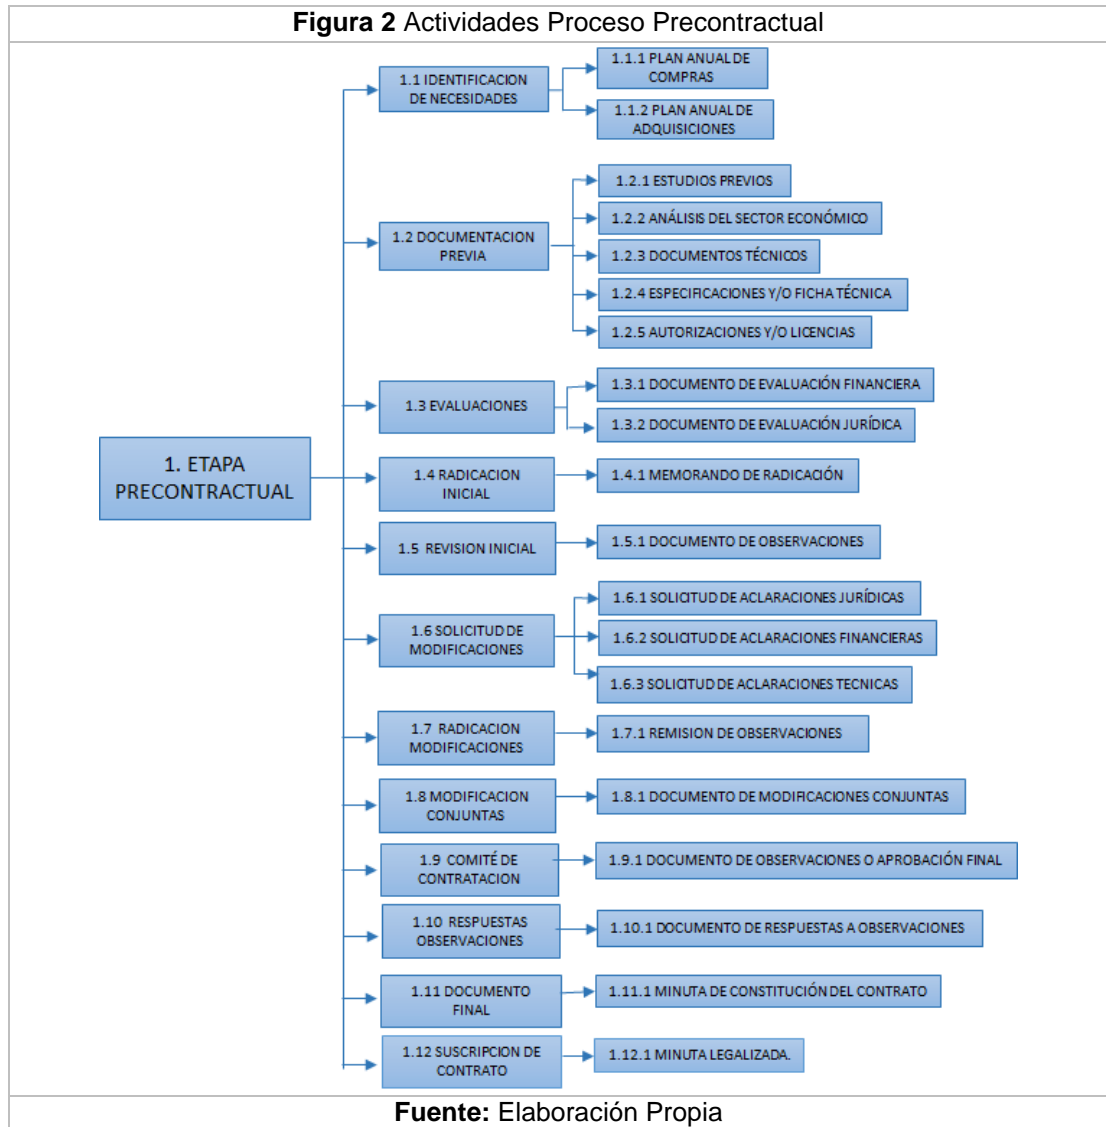 Figura 2 Actividades Proceso Precontractual
1. ETAPA
PRECONTRACTUAL
1.1 IDENTIFICACION
DE NECESIDADES
1.1.1 PLAN ANUAL DE
COMPRAS
1.1.2 PLAN ANUAL DE
ADQUISICIONES
1.2 DOCUMENTACION
PREVIA
1.2.1 ESTUDIOS PREVIOS
1.2.2 ANÁLISIS DEL SECTOR ECONÓMICO
1.2.3 DOCUMENTOS TÉCNICOS
1.2.4 ESPECIFICACIONES Y/O FICHA TÉCNICA
1.2.5 AUTORIZACIONES Y/O LICENCIAS
1.3 EVALUACIONES
1.3.1 DOCUMENTO DE EVALUACIÓN FINANCIERA
1.3.2 DOCUMENTO DE EVALUACIÓN JURÍDICA
1.4 RADICACION
INICIAL
1.4.1 MEMORANDO DE RADICACIÓN
1.5 REVISION INICIAL
1.5.1 DOCUMENTO DE OBSERVACIONES
1.6 SOLICITUD DE
MODIFICACIONES
1.6.1 SOLICITUD DE ACLARACIONES JURÍDICAS
1.6.2 SOLICITUD DE ACLARACIONES FINANCIERAS
1.6.3 SOLICITUD DE ACLARACIONES TECNICAS
1.7 RADICACION
MODIFICACIONES
1.7.1 REMISION DE OBSERVACIONES
1.8 MODIFICACION
CONJUNTAS
1.8.1 DOCUMENTO DE MODIFICACIONES CONJUNTAS
1.9 COMITÉ DE
CONTRATACION
1.9.1 DOCUMENTO DE OBSERVACIONES O APROBACIÓN FINAL
1.10 RESPUESTAS
OBSERVACIONES
1.10.1 DOCUMENTO DE RESPUESTAS A OBSERVACIONES
1.11 DOCUMENTO
FINAL
1.11.1 MINUTA DE CONSTITUCIÓN DEL CONTRATO
1.12 SUSCRIPCION DE
CONTRATO
1.12.1 MINUTA LEGALIZADA.
Fuente: Elaboración Propia